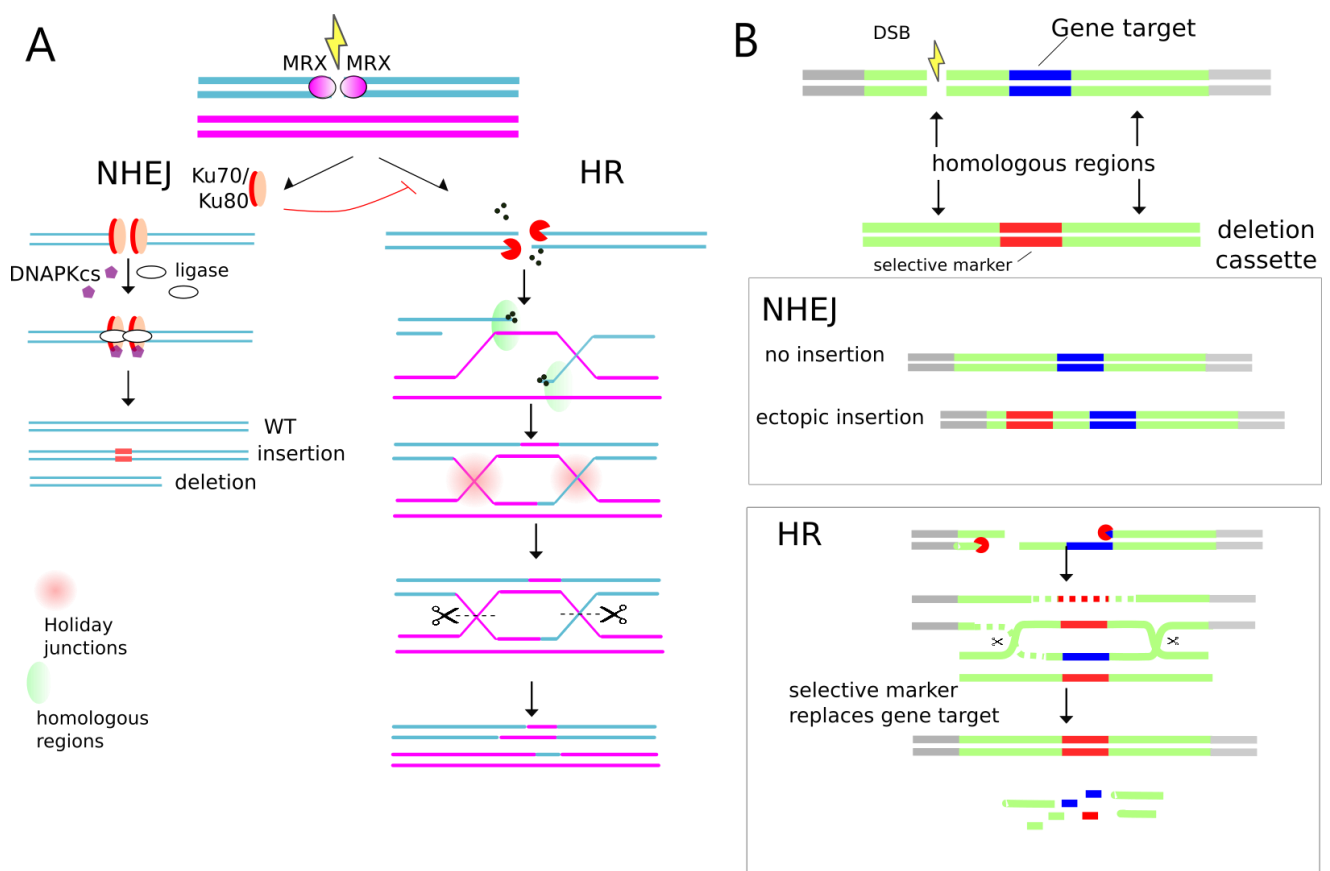 A
MRX MRX
NHEJ
Ku70/
Ku80
HR
DNAPKcs
ligase
WT
insertion
deletion
Holiday
junctions
homologous
regions
B
DSB
Gene target
homologous regions
deletion
cassette
selective marker
NHEJ
no insertion
ectopic insertion
HR
selective marker
replaces gene target